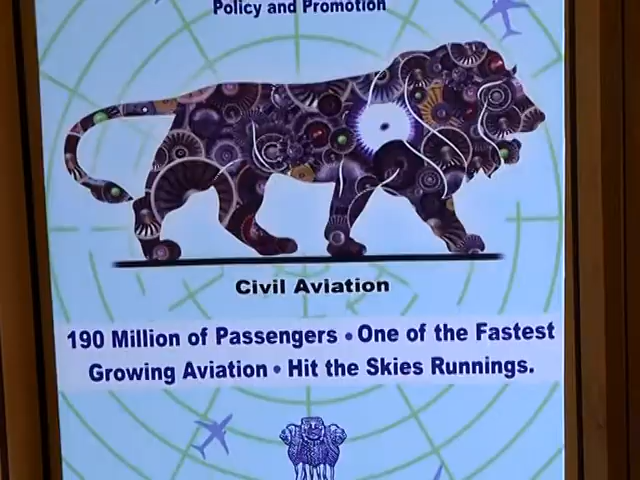 Policy and Promotion
Civil Aviation
190 Million of Passengers • One of the Fastest
Growing Aviation • Hit the Skies Runnings.